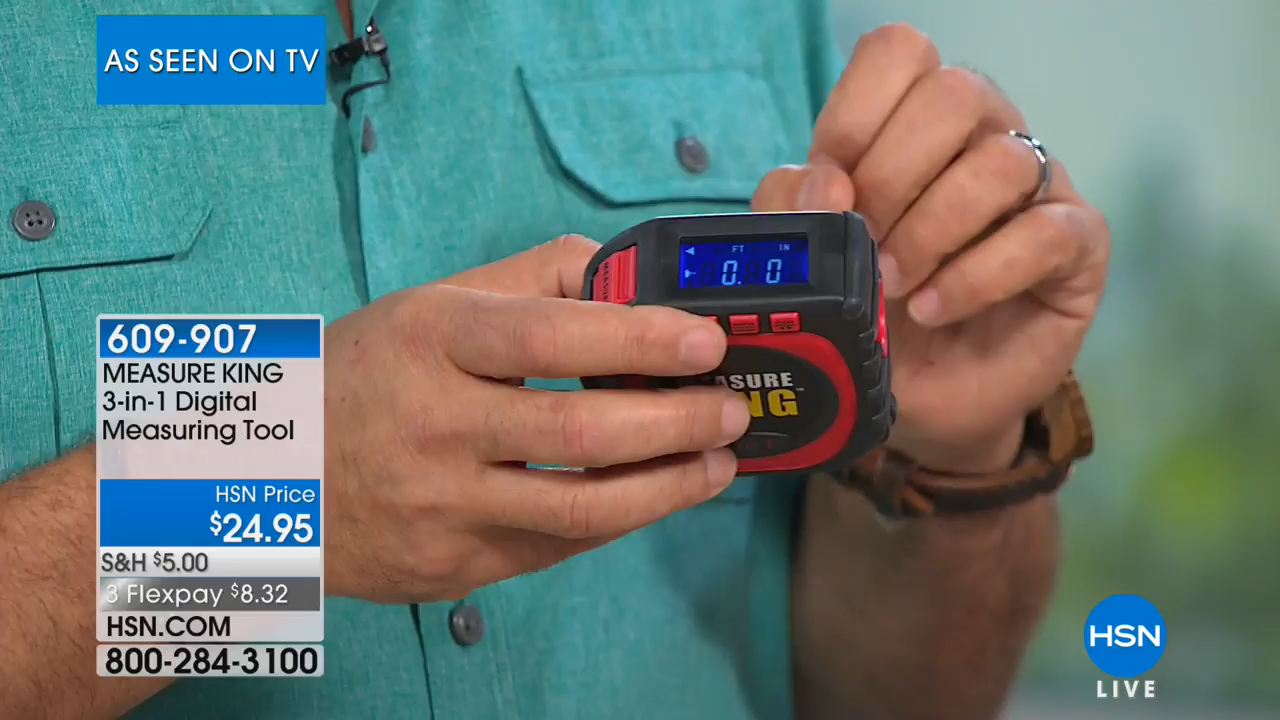 AS SEEN ON TV
609-907
MEASURE KING
3-in-1 Digital
Measuring Tool
HSN Price
$24.95
S&H $5.00
3 Flexpay $8.32
HSN.COM
800-284-3100
FT IN
0. 0
HSN
LIVE